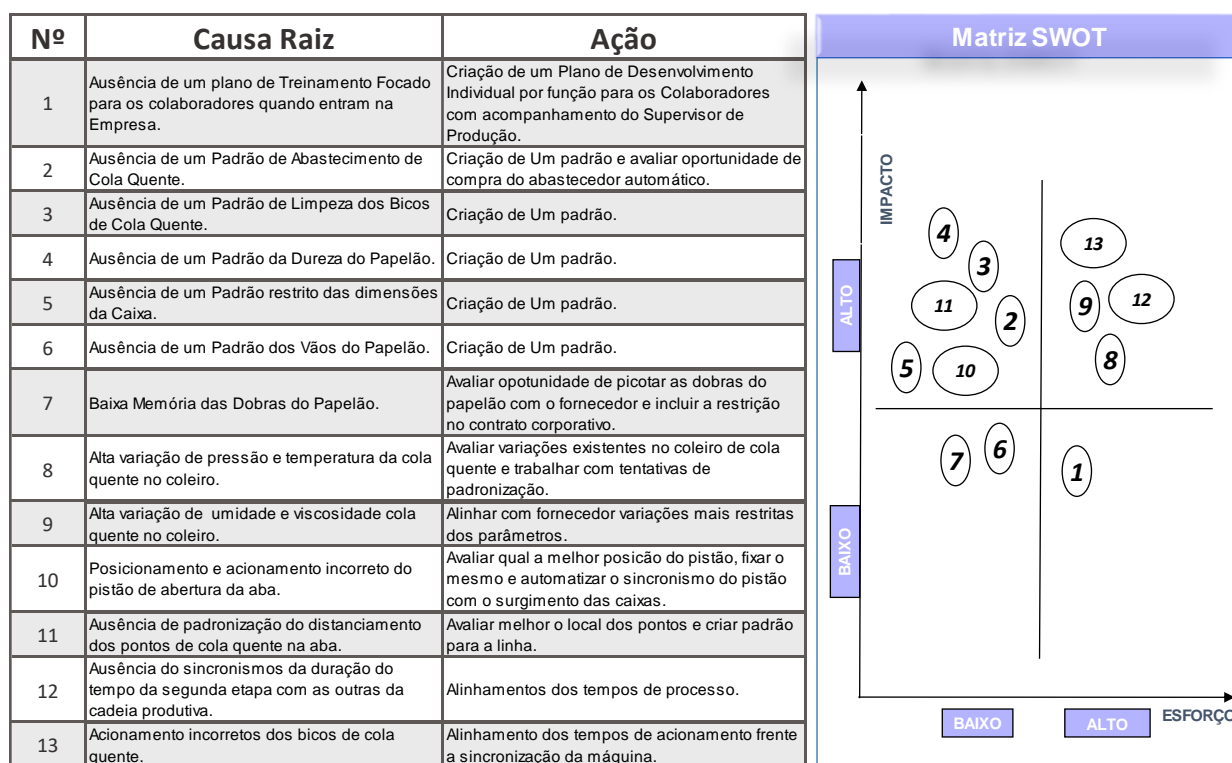 Nº Causa Raiz Ação
1
Ausência de um plano de Treinamento Focado
para os colaboradores quando entram na
Empresa.
Criação de um Plano de Desenvolvimento
Individual por função para os Colaboradores
com acompanhamento do Supervisor de
Produção.
2
Ausência de um Padrão de Abastecimento de
Cola Quente.
Criação de Um padrão e avaliar oportunidade de
compra do abastecedor automático.
3
Ausência de um Padrão de Limpeza dos Bicos
de Cola Quente.
Criação de Um padrão.
4
Ausência de um Padrão da Dureza do Papelão.
Criação de Um padrão.
5
Ausência de um Padrão restrito das dimensões
da Caixa.
Criação de Um padrão.
6
Ausência de um Padrão dos Vãos do Papelão.
Criação de Um padrão.
7
Baixa Memória das Dobras do Papelão.
Avaliar opotunidade de picotar as dobras do
papelão com o fornecedor e incluir a restrição
no contrato corporativo.
8
Alta variação de pressão e temperatura da cola
quente no coleiro.
Avaliar variações existentes no coleiro de cola
quente e trabalhar com tentativas de
padronização.
9
Alta variação de umidade e viscosidade cola
quente no coleiro.
Alinhar com fornecedor variações mais restritas
dos parâmetros.
10
Posicionamento e acionamento incorreto do
pistão de abertura da aba.
Avaliar qual a melhor posicão do pistão, fixar o
mesmo e automatizar o sincronismo do pistão
com o surgimento das caixas.
11
Ausência de padronização do distanciamento
dos pontos de cola quente na aba.
Avaliar melhor o local dos pontos e criar padrão
para a linha.
12
Ausência do sincronismos da duração do
tempo da segunda etapa com as outras da
cadeia produtiva.
Alinhamentos dos tempos de processo.
13
Acionamento incorretos dos bicos de cola
quente.
Alinhamento dos tempos de acionamento frente
a sincronização da máquina.
Matriz SWOT
IMPACTO
ALTO
BAIXO
4
3
11
2
5
10
13
9
12
8
7
6
1
BAIXO
ALTO
ESFORÇO